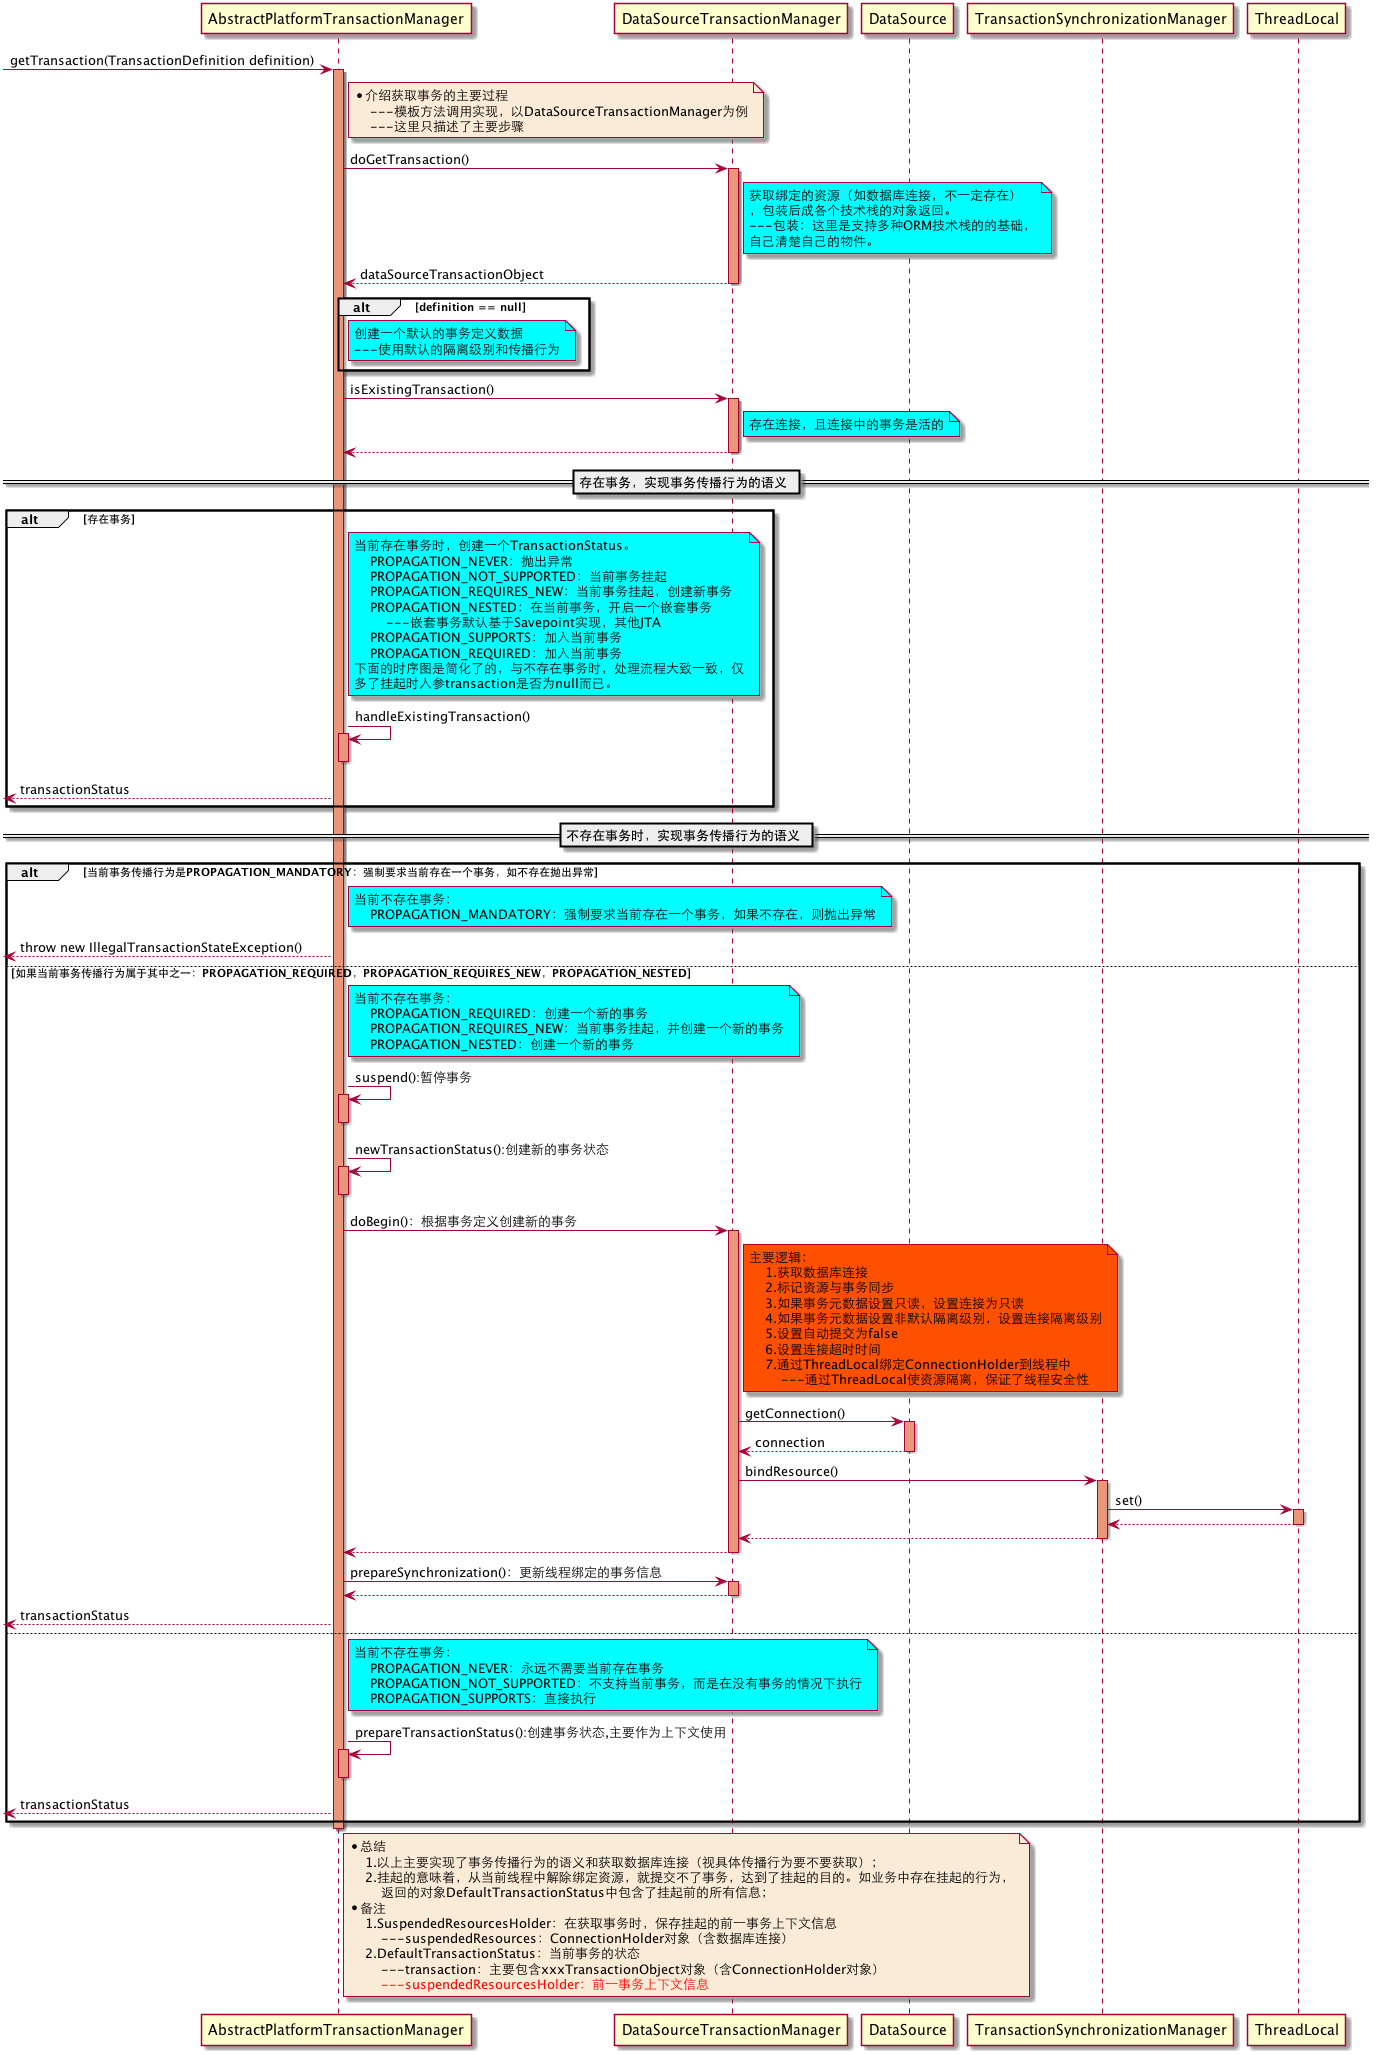 AbstractPlatformTransactionManager
DataSourceTransactionManager
DataSource
TransactionSynchronizationManager
ThreadLocal
getTransaction(TransactionDefinition definition)
•介绍获取事务的主要过程
---模板方法调用实现，以DataSourceTransactionManager为例
---这里只描述了主要步骤
doGetTransaction()
获取绑定的资源（如数据库连接，不一定存在）
，包装后成各个技术栈的对象返回。
---包装：这里是支持多种ORM技术栈的的基础，
自己清楚自己的物件。
dataSourceTransactionObject
alt
[definition == null]
创建一个默认的事务定义数据
---使用默认的隔离级别和传播行为
isExistingTransaction()
存在连接，且连接中的事务是活的
存在事务，实现事务传播行为的语义
alt
[存在事务]
当前存在事务时，创建一个TransactionStatus。
PROPAGATION_NEVER：抛出异常
PROPAGATION_NOT_SUPPORTED：当前事务挂起
PROPAGATION_REQUIRES_NEW：当前事务挂起，创建新事务
PROPAGATION_NESTED：在当前事务，开启一个嵌套事务
---嵌套事务默认基于Savepoint实现，其他JTA
PROPAGATION_SUPPORTS：加入当前事务
PROPAGATION_REQUIRED：加入当前事务
下面的时序图是简化了的，与不存在事务时，处理流程大致一致，仅
多了挂起时入参transaction是否为null而已。
handleExistingTransaction()
transactionStatus
不存在事务时，实现事务传播行为的语义
alt
[当前事务传播行为是PROPAGATION_MANDATORY：强制要求当前存在一个事务，如不存在抛出异常]
当前不存在事务：
PROPAGATION_MANDATORY：强制要求当前存在一个事务，如果不存在，则抛出异常
throw new IllegalTransactionStateException()
[如果当前事务传播行为属于其中之一：PROPAGATION_REQUIRED，PROPAGATION_REQUIRES_NEW，PROPAGATION_NESTED]
当前不存在事务：
PROPAGATION_REQUIRED：创建一个新的事务
PROPAGATION_REQUIRES_NEW：当前事务挂起，并创建一个新的事务
PROPAGATION_NESTED：创建一个新的事务
suspend():暂停事务
newTransactionStatus():创建新的事务状态
doBegin()：根据事务定义创建新的事务
主要逻辑：
1.获取数据库连接
2.标记资源与事务同步
3.如果事务元数据设置只读，设置连接为只读
4.如果事务元数据设置非默认隔离级别，设置连接隔离级别
5.设置自动提交为false
6.设置连接超时时间
7.通过ThreadLocal绑定ConnectionHolder到线程中
---通过ThreadLocal使资源隔离，保证了线程安全性
getConnection()
connection
bindResource()
set()
prepareSynchronization()：更新线程绑定的事务信息
transactionStatus
当前不存在事务：
PROPAGATION_NEVER：永远不需要当前存在事务
PROPAGATION_NOT_SUPPORTED：不支持当前事务，而是在没有事务的情况下执行
PROPAGATION_SUPPORTS：直接执行
prepareTransactionStatus():创建事务状态,主要作为上下文使用
transactionStatus
•总结
1.以上主要实现了事务传播行为的语义和获取数据库连接（视具体传播行为要不要获取）；
2.挂起的意味着，从当前线程中解除绑定资源，就提交不了事务，达到了挂起的目的。如业务中存在挂起的行为，
返回的对象DefaultTransactionStatus中包含了挂起前的所有信息；
•备注
1.SuspendedResourcesHolder：在获取事务时，保存挂起的前一事务上下文信息
---suspendedResources：ConnectionHolder对象（含数据库连接）
2.DefaultTransactionStatus：当前事务的状态
---transaction：主要包含xxxTransactionObject对象（含ConnectionHolder对象）
---suspendedResourcesHolder：前一事务上下文信息
AbstractPlatformTransactionManager
DataSourceTransactionManager
DataSource
TransactionSynchronizationManager
ThreadLocal